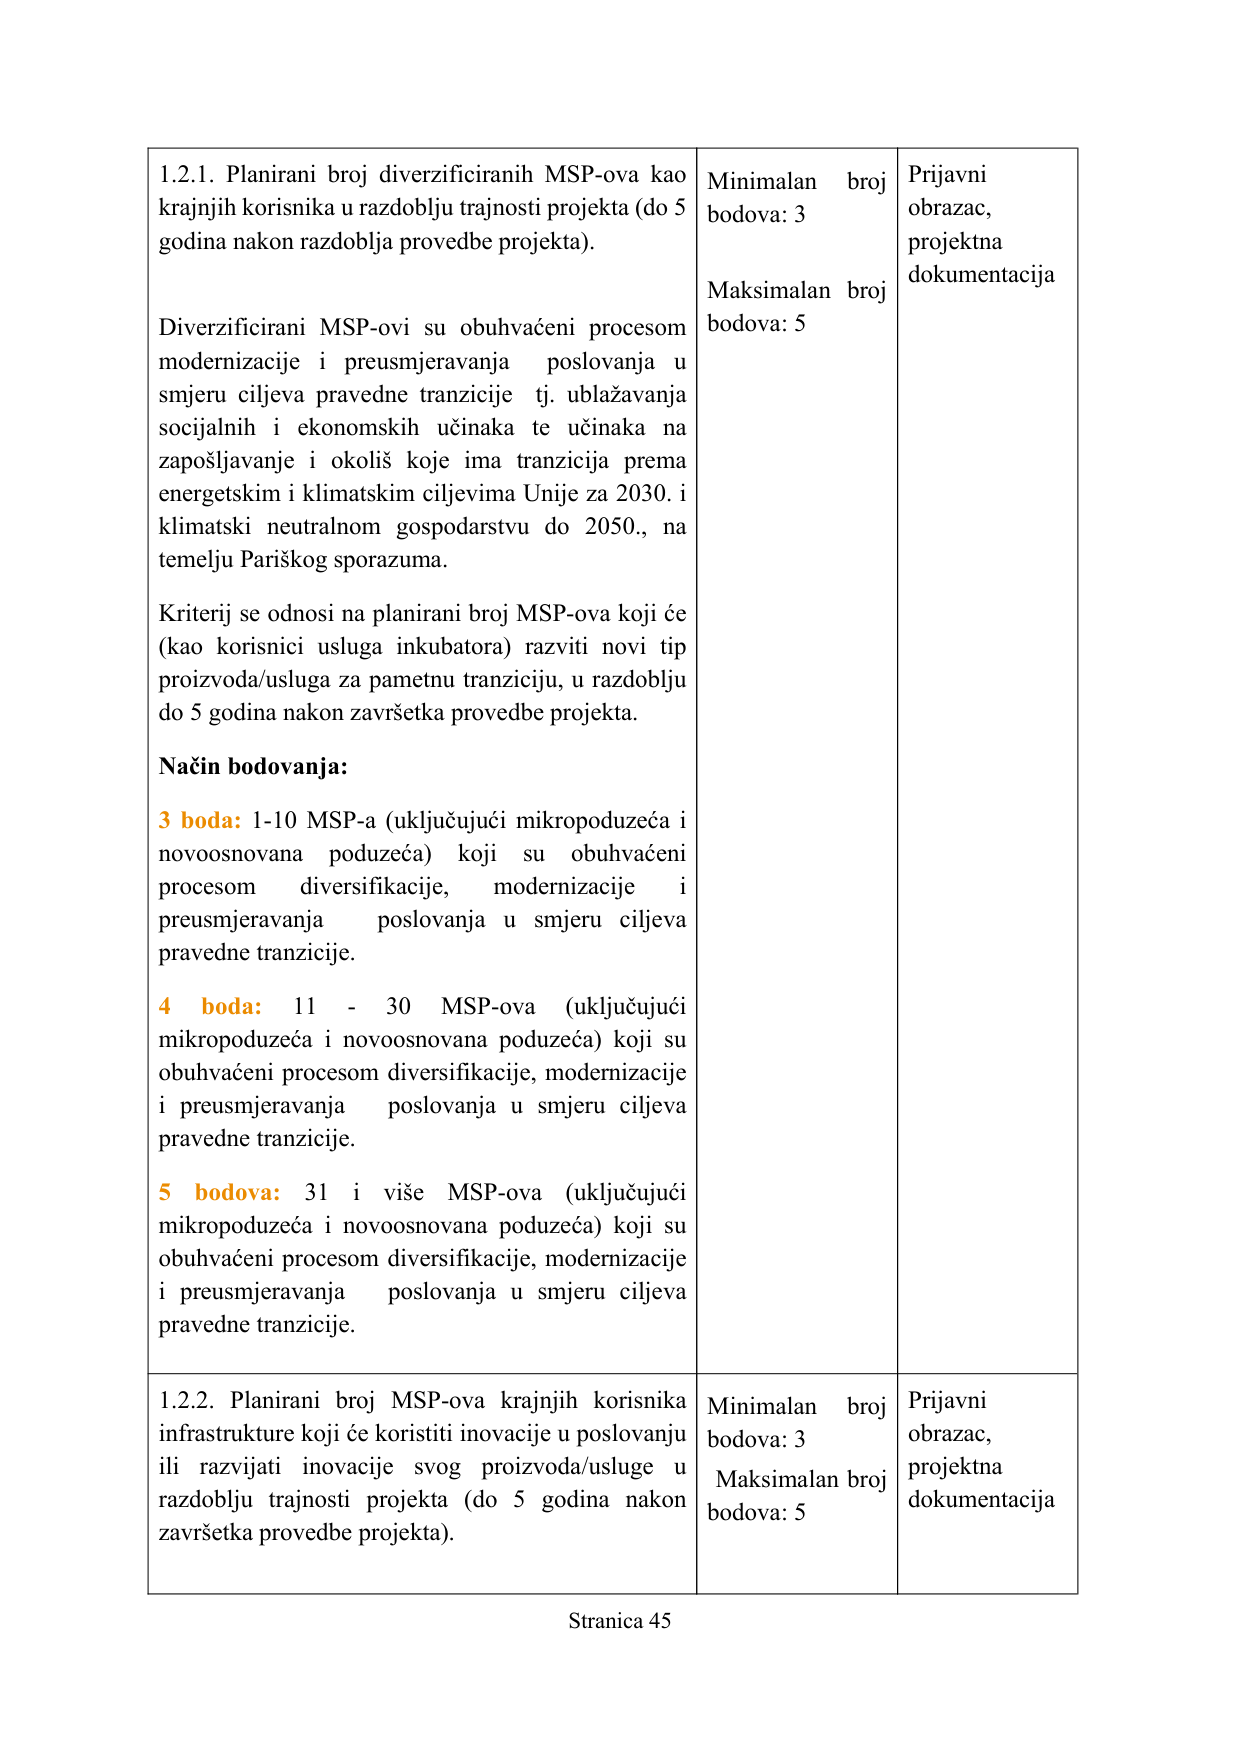 1.2.1. Planirani broj diverzificiranih MSP-ova kao
krajnjih korisnika u razdoblju trajnosti projekta (do 5
godina nakon razdoblja provedbe projekta).
Diverzificirani MSP-ovi su obuhvaćeni procesom
modernizacije i preusmjeravanja poslovanja u
smjeru ciljeva pravedne tranzicije tj. ublažavanja
socijalnih i ekonomskih učinaka te učinaka na
zapošljavanje i okoliš koje ima tranzicija prema
energetskim i klimatskim ciljevima Unije za 2030. i
klimatski neutralnom gospodarstvu do 2050., na
temelju Pariškog sporazuma.
Kriterij se odnosi na planirani broj MSP-ova koji će
(kao korisnici usluga inkubatora) razviti novi tip
proizvoda/usluga za pametnu tranziciju, u razdoblju
do 5 godina nakon završetka provedbe projekta.
Način bodovanja:
3 boda: 1-10 MSP-a (uključujući mikropoduzeća i
novoosnovana poduzeća) koji su obuhvaćeni
procesom diversifikacije, modernizacije i
preusmjeravanja poslovanja u smjeru ciljeva
pravedne tranzicije.
4 boda: 11 - 30 MSP-ova (uključujući
mikropoduzeća i novoosnovana poduzeća) koji su
obuhvaćeni procesom diversifikacije, modernizacije
i preusmjeravanja poslovanja u smjeru ciljeva
pravedne tranzicije.
5 bodova: 31 i više MSP-ova (uključujući
mikropoduzeća i novoosnovana poduzeća) koji su
obuhvaćeni procesom diversifikacije, modernizacije
i preusmjeravanja poslovanja u smjeru ciljeva
pravedne tranzicije.
Minimalan broj
bodova: 3
Maksimalan broj
bodova: 5
Prijavni
obrazac,
projektna
dokumentacija
1.2.2. Planirani broj MSP-ova krajnjih korisnika
infrastrukture koji će koristiti inovacije u poslovanju
ili razvijati inovacije svog proizvoda/usluge u
razdoblju trajnosti projekta (do 5 godina nakon
završetka provedbe projekta).
Minimalan broj
bodova: 3
Maksimalan broj
bodova: 5
Prijavni
obrazac,
projektna
dokumentacija
Stranica 45